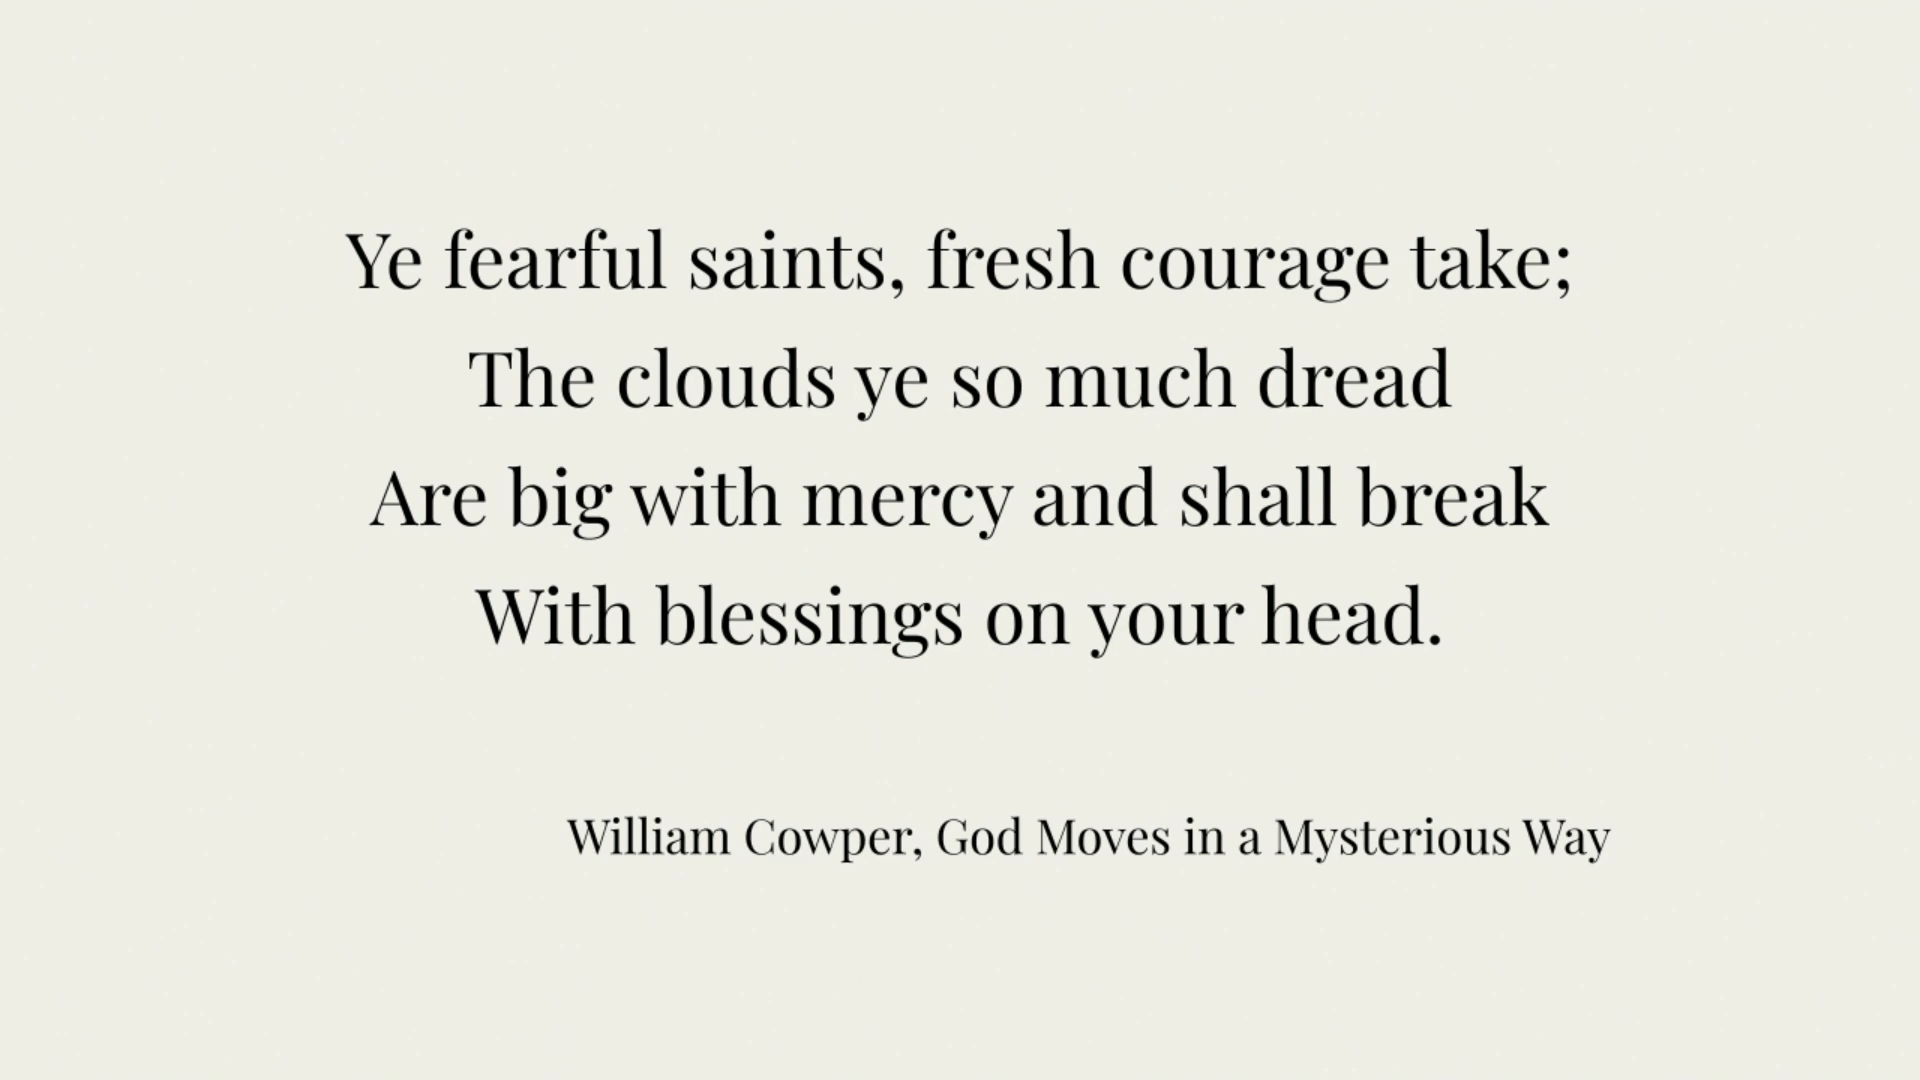 Ye fearful saints, fresh courage take;
The clouds ye so much dread
Are big with mercy and shall break
With blessings on your head.
William Cowper, God Moves in a Mysterious Way